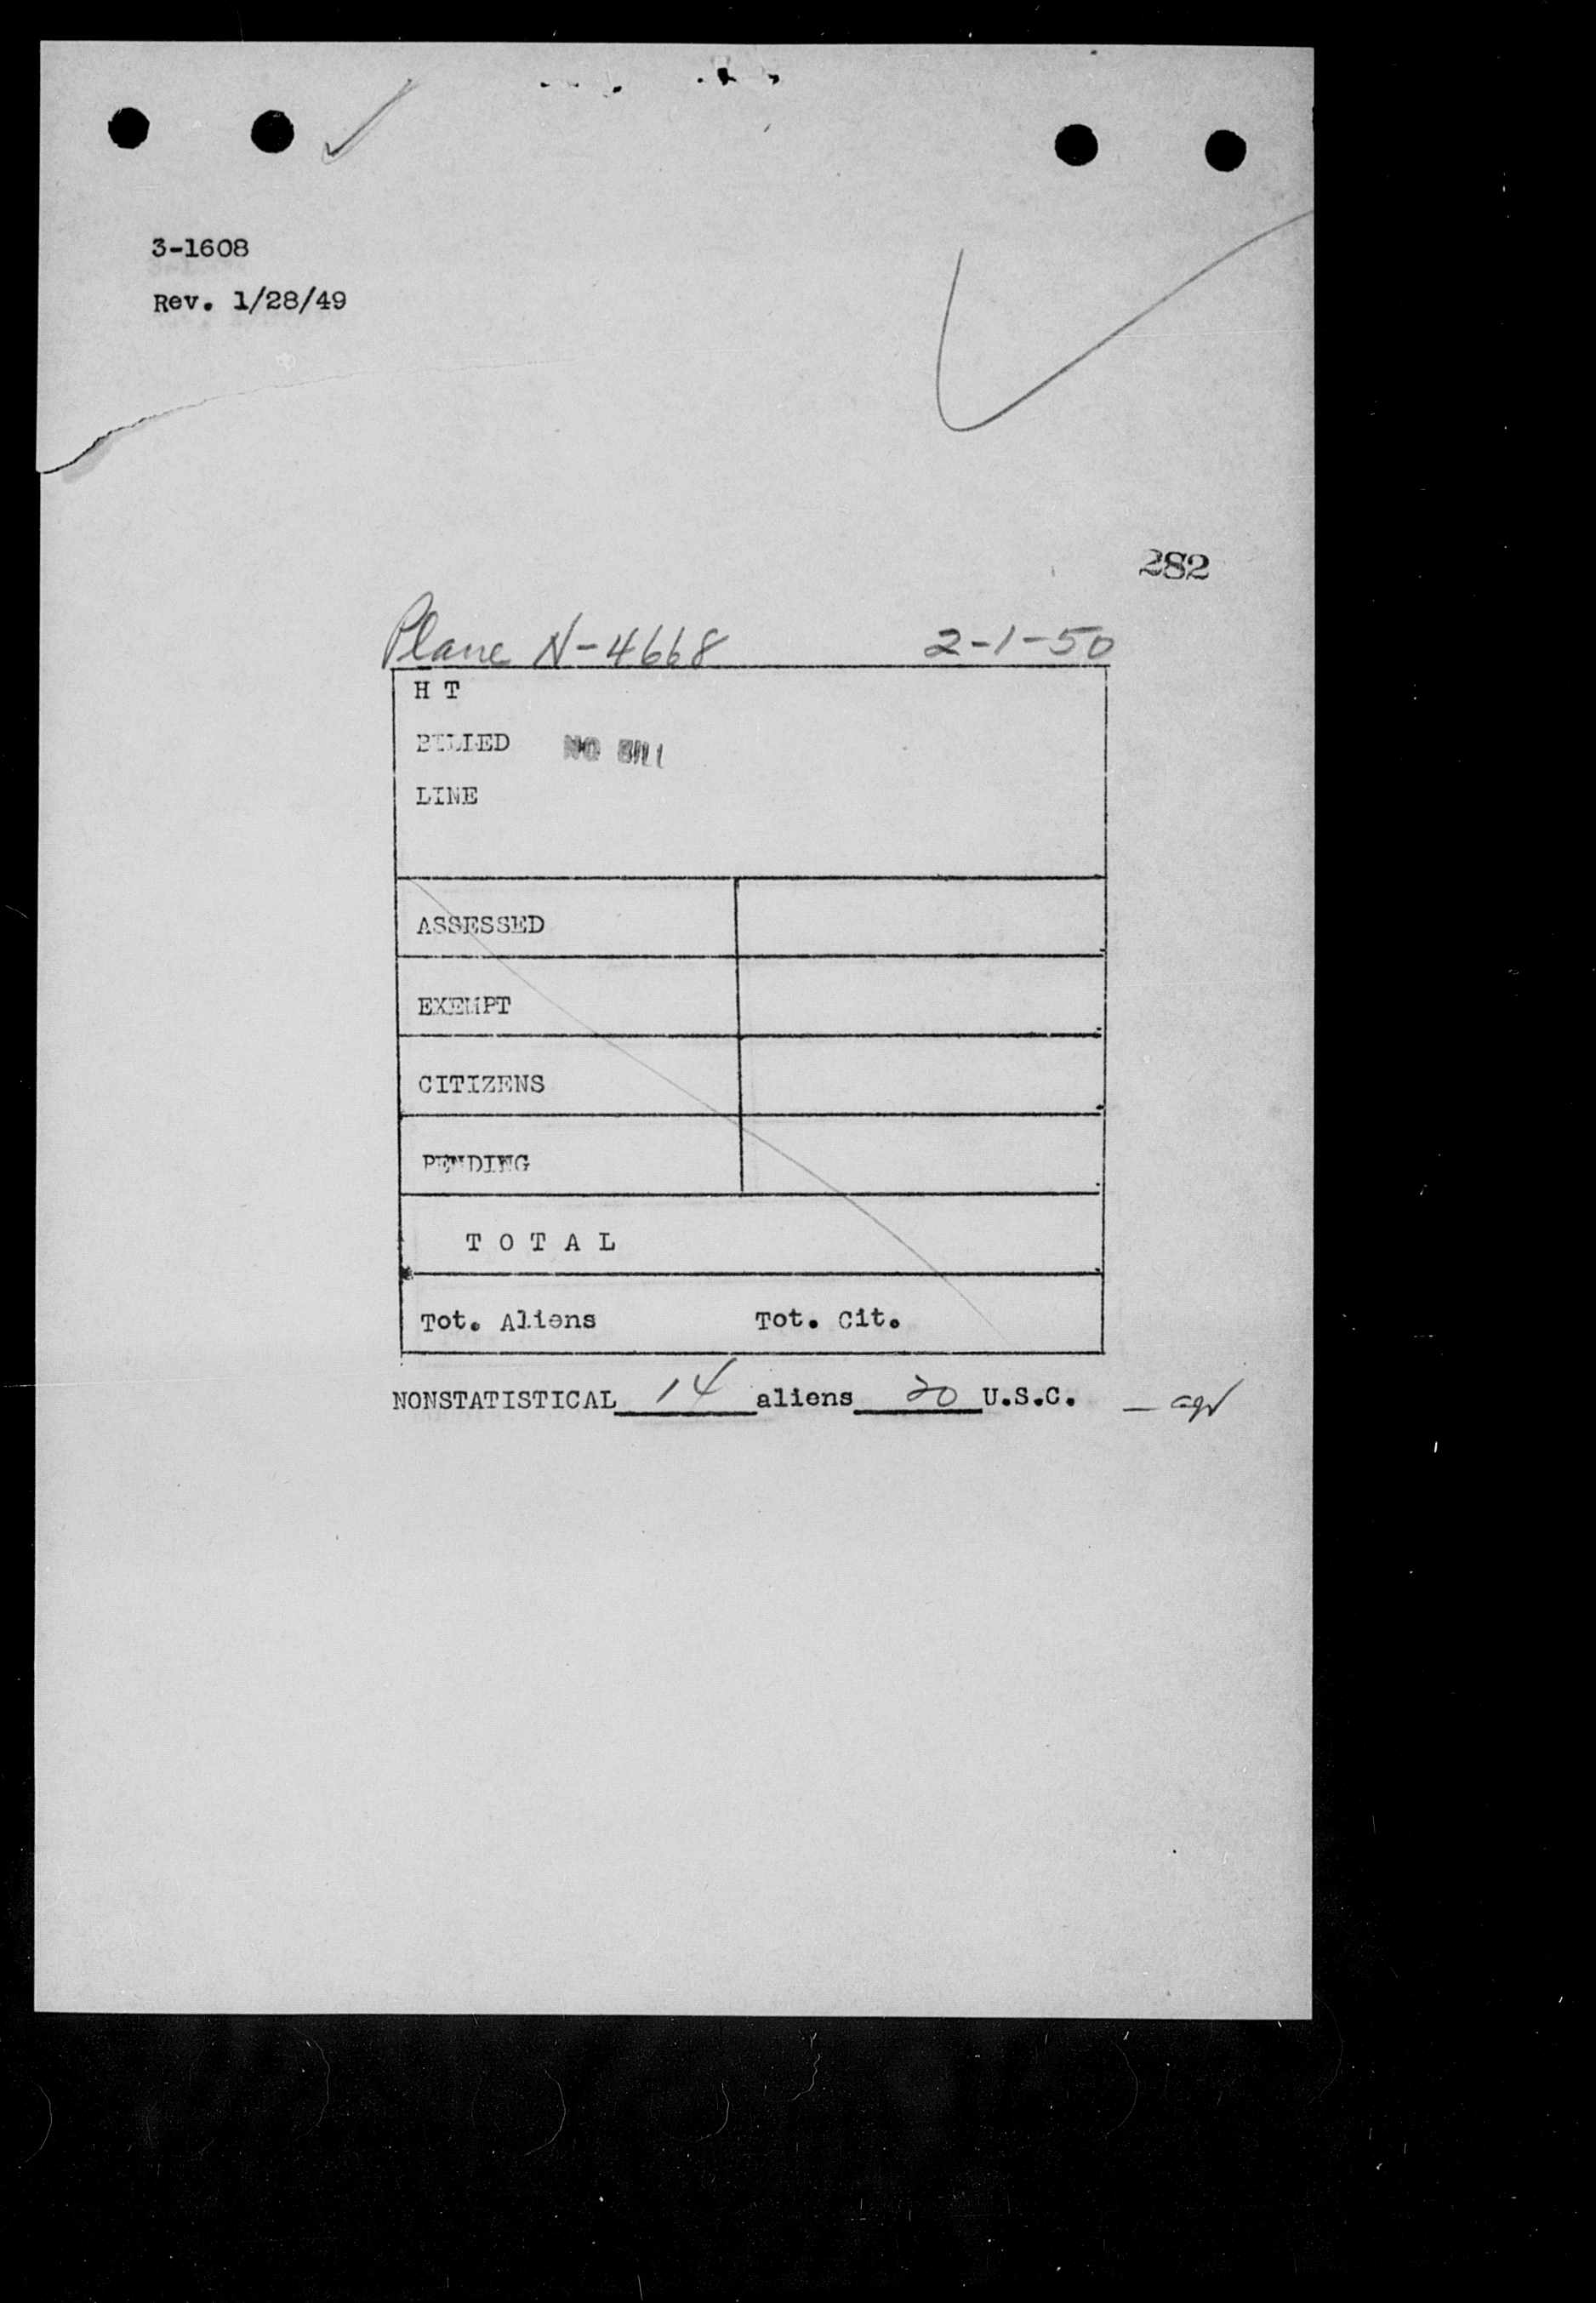 3-1608
Rev. 1/28/49
282
Plane N-4668 2-1-50
H T
BILLED NO BILL
LINE
ASSESSED
EXEMPT
CITIZENS
PENDING
T O T A L
Tot. Aliens Tot. Cit.
NONSTATISTICAL 14 aliens 20 U.S.C. -